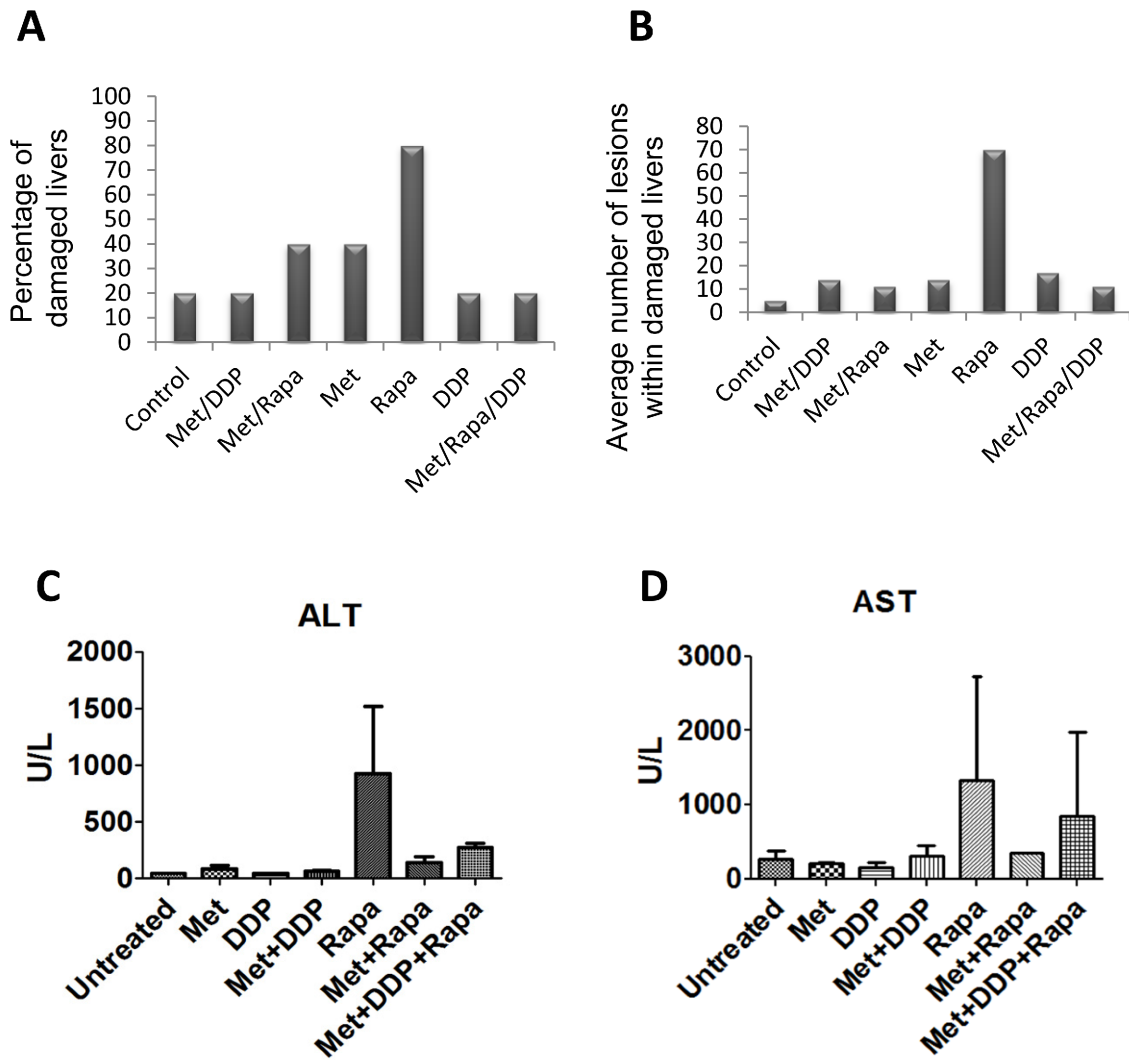 A
Percentage of
damaged livers
100
90
80
70
60
50
40
30
20
10
0
Control
Met/DDP
Met/Rapa
Met
Rapa
DDP
Met/Rapa/DDP
B
Average number of lesions
within damaged livers
80
70
60
50
40
30
20
10
0
Control
Met/DDP
Met/Rapa
Met
Rapa
DDP
Met/Rapa/DDP
C
ALT
U/L
2000
1500
1000
500
0
Untreated
Met
DDP
Met+DDP
Rapa
Met+Rapa
Met+DDP+Rapa
D
AST
U/L
3000
2000
1000
0
Untreated
Met
DDP
Met+DDP
Rapa
Met+Rapa
Met+DDP+Rapa